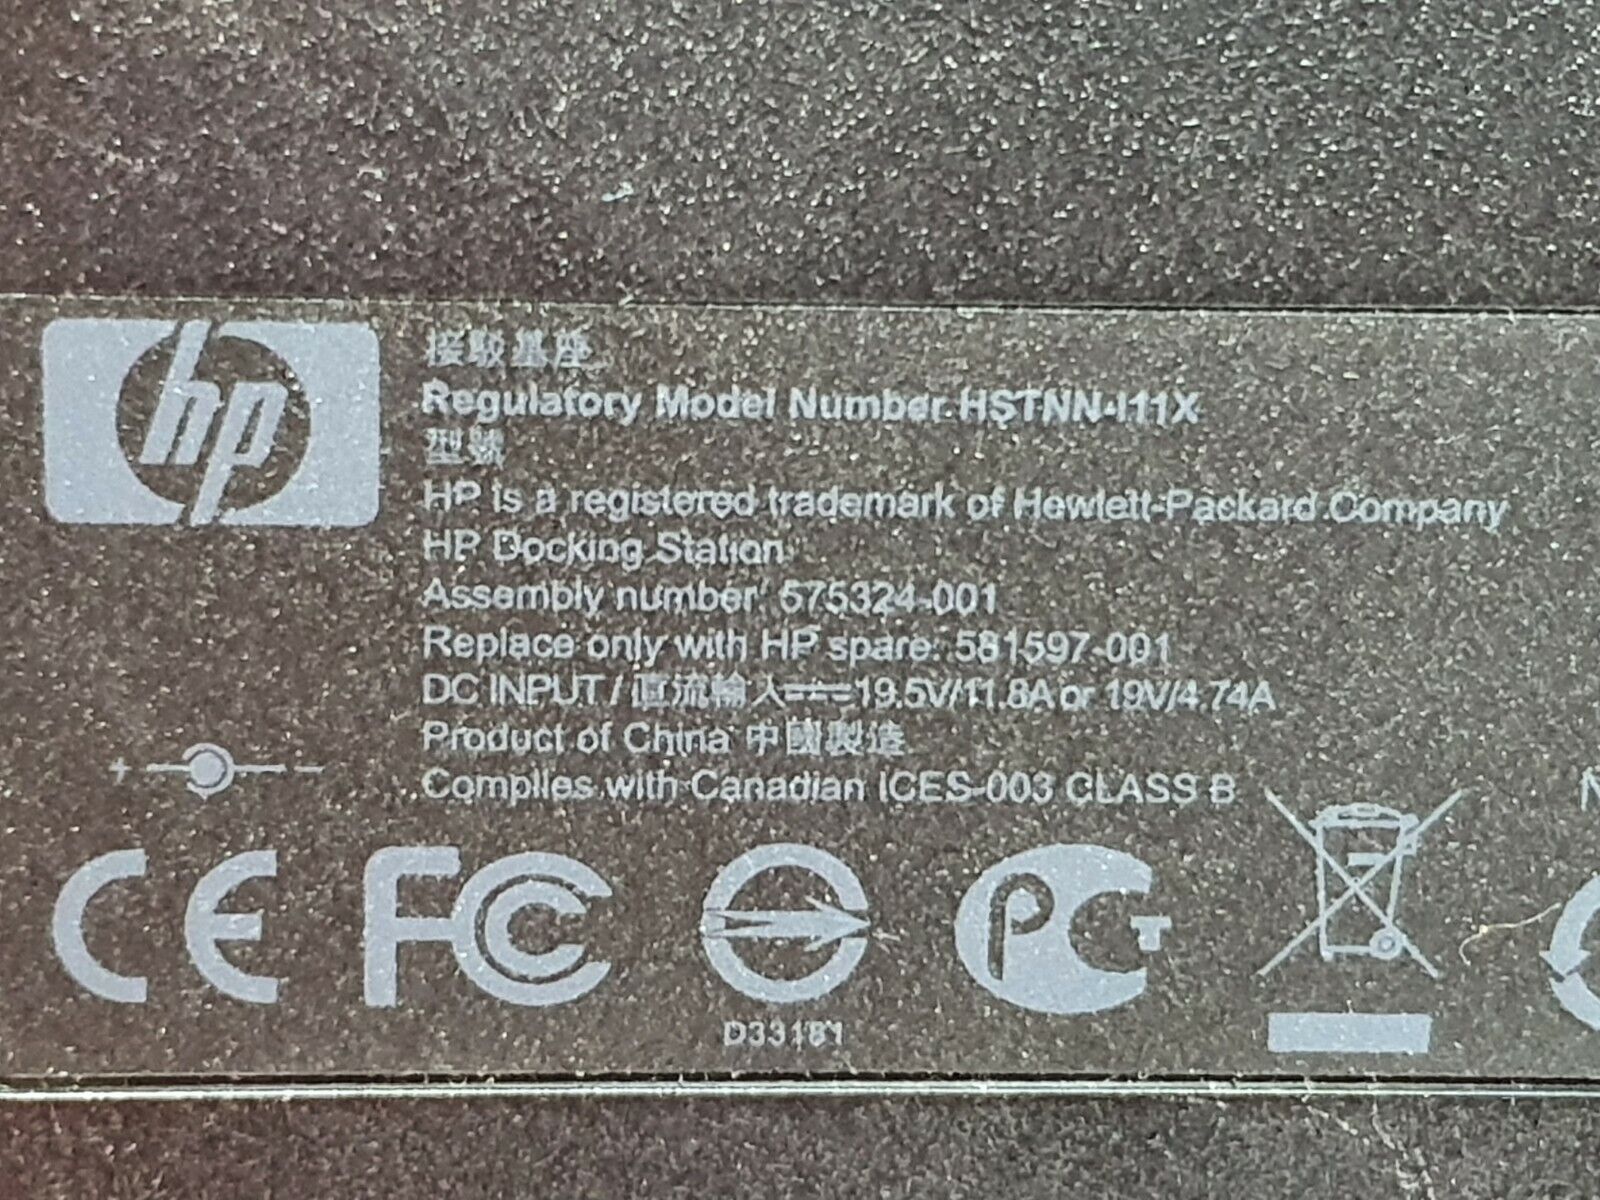 hp
接駁基座
Regulatory Model Number: HSTNN-I11X
型號
HP is a registered trademark of Hewlett-Packard Company
HP Docking Station
Assembly number: 575324-001
Replace only with HP spare: 581597-001
DC INPUT / 直流輸入⎓19.5V/11.8A or 19V/4.74A
Product of China 中國製造
Complies with Canadian ICES-003 CLASS B
+ -
CE FC PCT
D33181
N